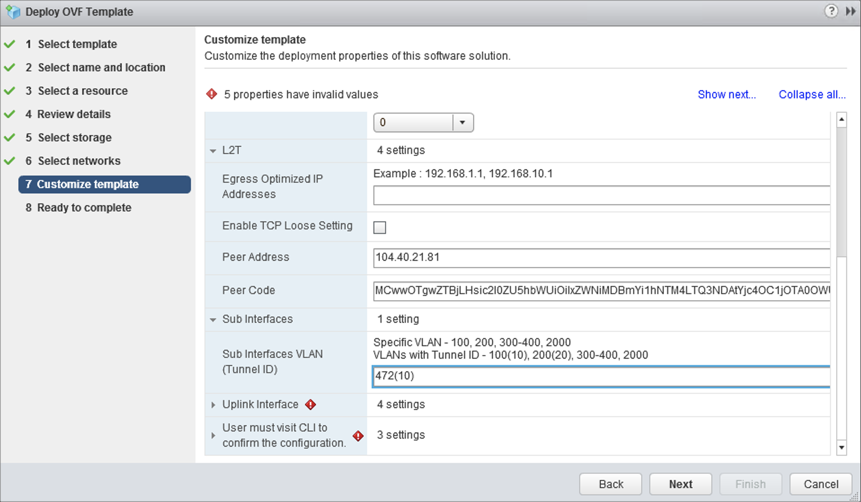 Deploy OVF Template
1 Select template
2 Select name and location
3 Select a resource
4 Review details
5 Select storage
6 Select networks
7 Customize template
8 Ready to complete
Customize template
Customize the deployment properties of this software solution.
5 properties have invalid values
Show next...
Collapse all...
0
L2T
4 settings
Egress Optimized IP
Addresses
Example : 192.168.1.1, 192.168.10.1
Enable TCP Loose Setting
Peer Address
104.40.21.81
Peer Code
Sub Interfaces
1 setting
Sub Interfaces VLAN
(Tunnel ID)
Specific VLAN - 100, 200, 300-400, 2000
VLANs with Tunnel ID - 100(10), 200(20), 300-400, 2000
472(10)
Uplink Interface
4 settings
User must visit CLI to
confirm the configuration.
3 settings
Back
Next
Finish
Cancel